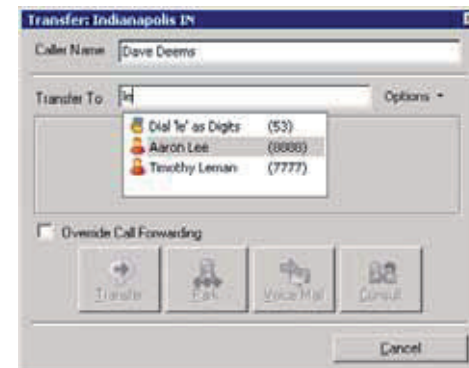 Transfer: Indianapolis IN
Caller Name Dave Deems
Transfer To le Options
Dial 'le' as Digits (53)
Aaron Lee (8888)
Timothy Leman (7777)
Override Call Forwarding
Transfer Park Voice Mail Consult
Cancel